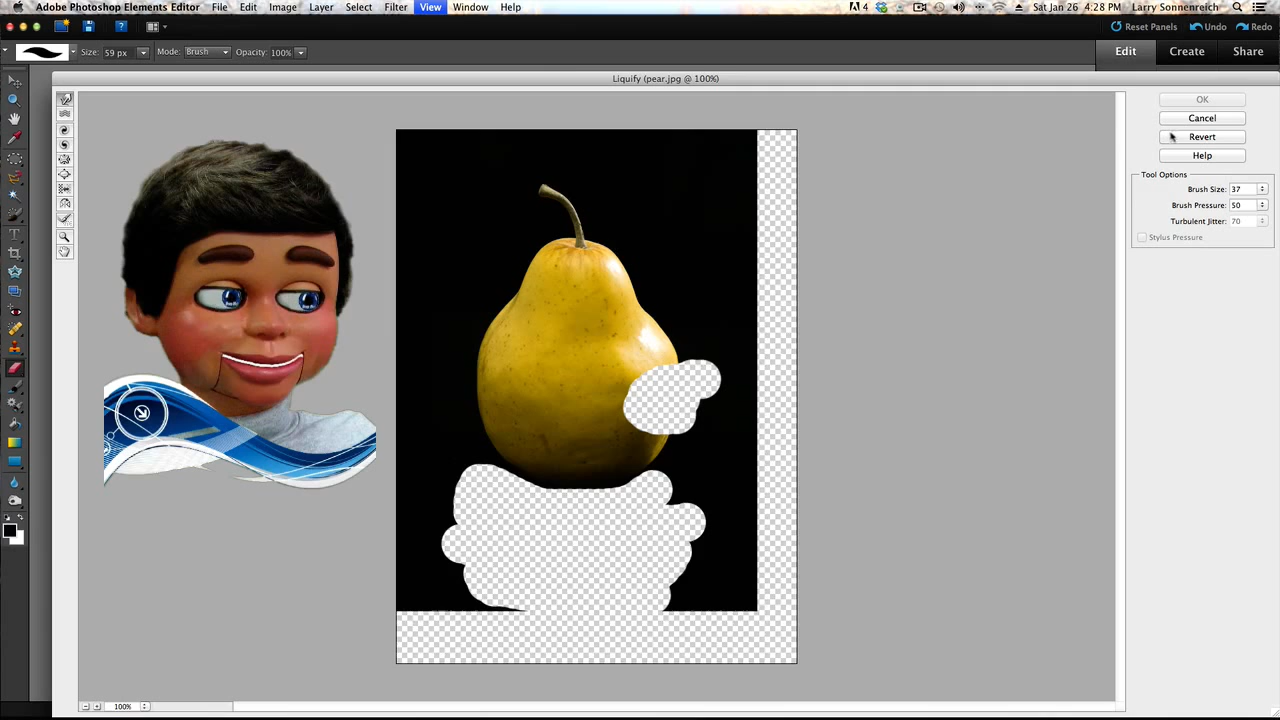 Adobe Photoshop Elements Editor File Edit Image Layer Select Filter View Window Help 4 Sat Jan 26 4:28 PM Larry Sonnenreich
Reset Panels Undo Redo
Size: 59 px Mode: Brush Opacity: 100% Edit Create Share
Liquify (pear.jpg @ 100%)
OK
Cancel
Revert
Help
Tool Options
Brush Size: 37
Brush Pressure: 50
Turbulent Jitter: 70
Stylus Pressure
100%